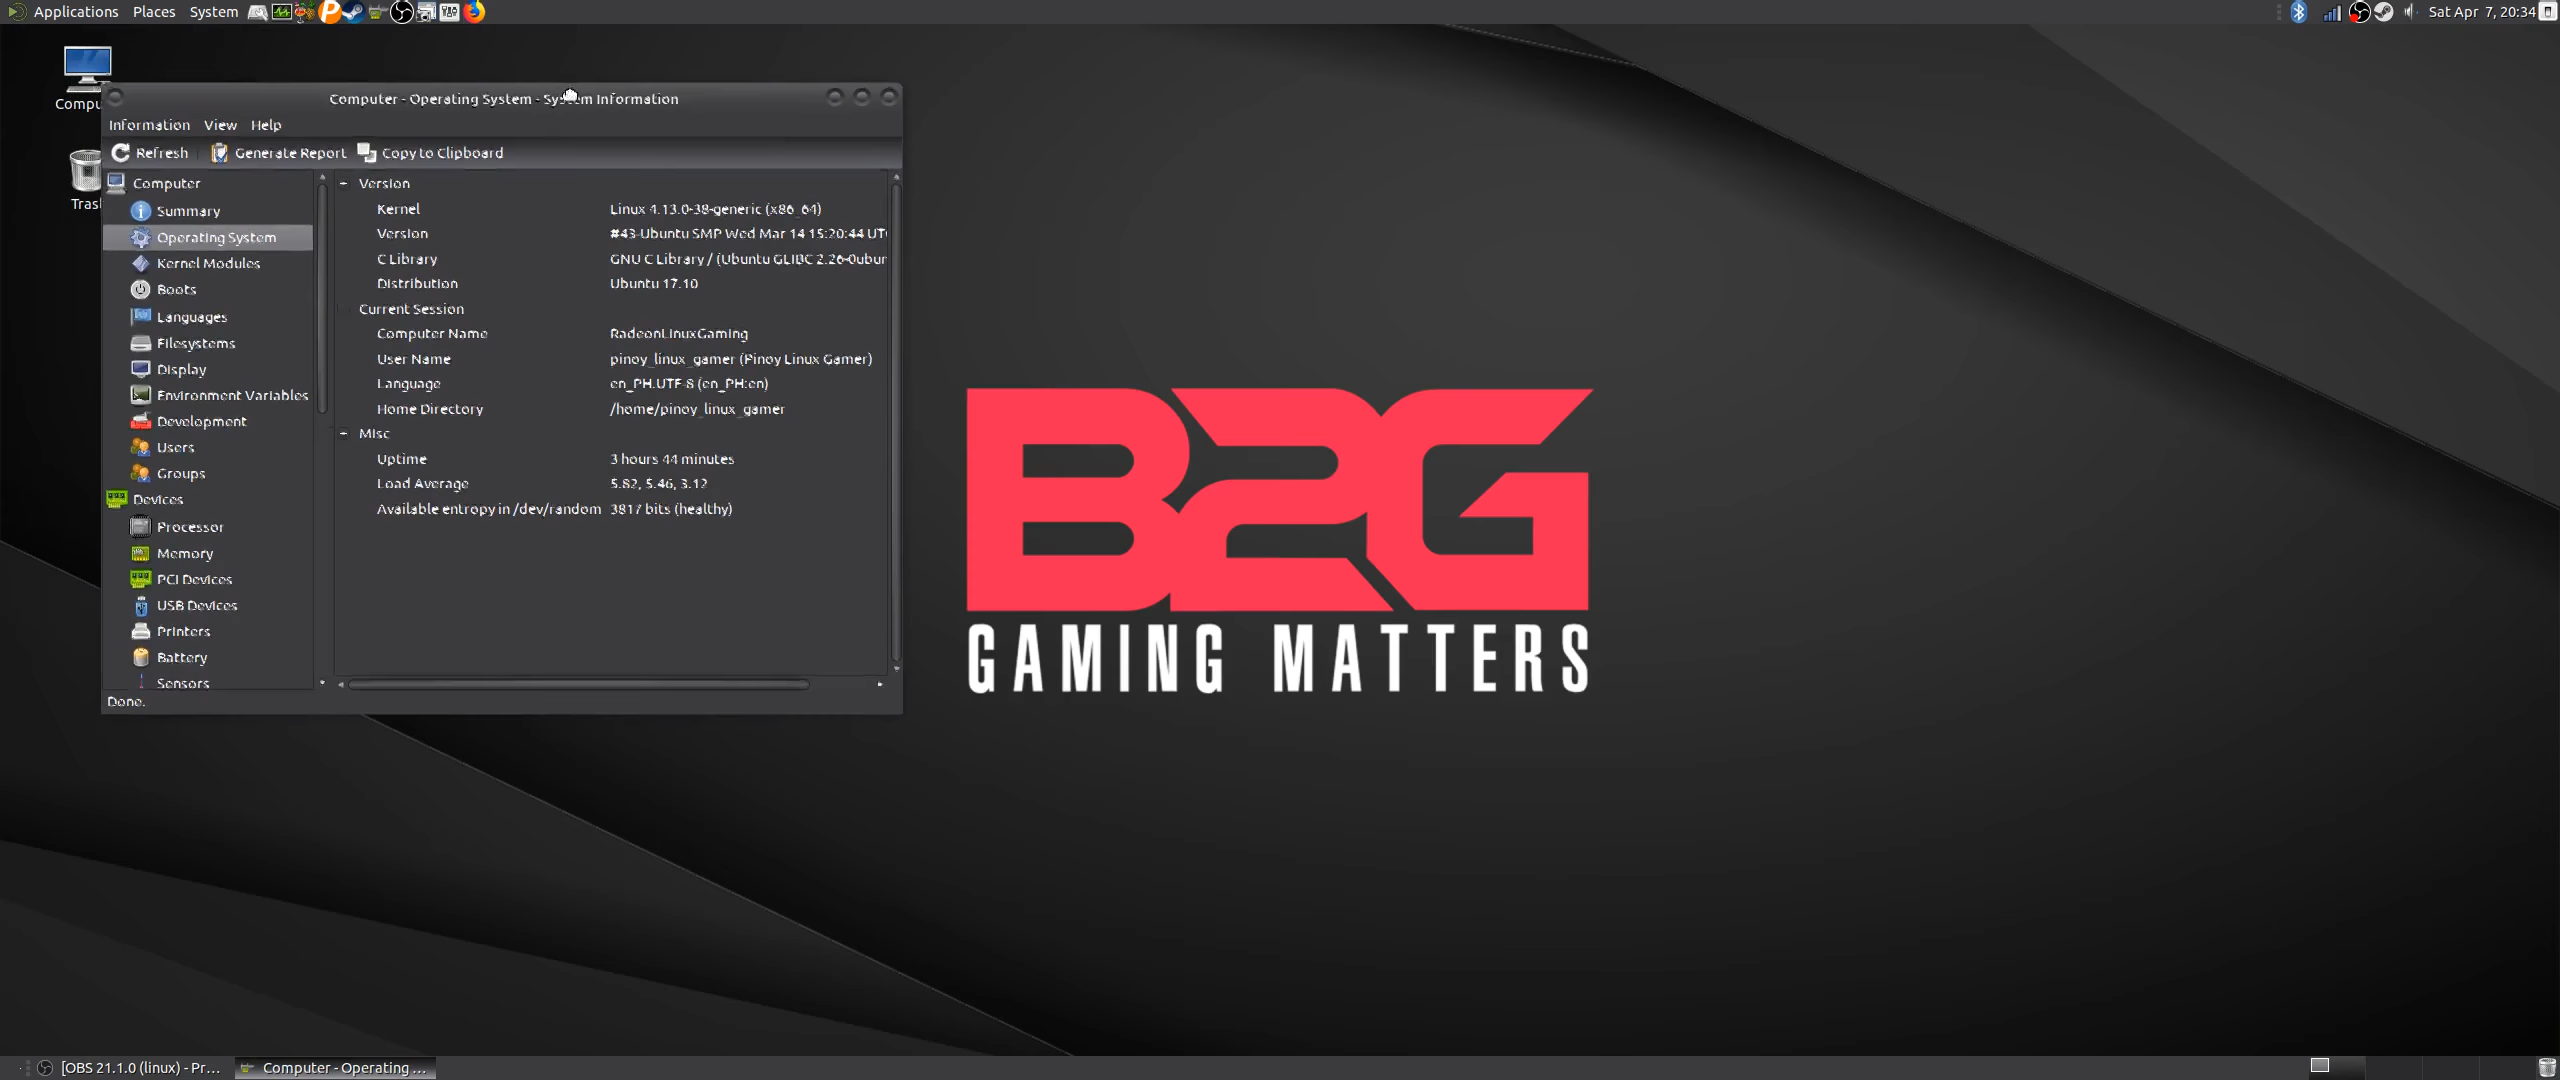 Applications Places System
Sat Apr 7, 20:34
Compu
Trash
Computer - Operating System - System Information
Information View Help
Refresh Generate Report Copy to Clipboard
Computer
Summary
Operating System
Kernel Modules
Boots
Languages
Filesystems
Display
Environment Variables
Development
Users
Groups
Devices
Processor
Memory
PCI Devices
USB Devices
Printers
Battery
Sensors
Version
Kernel Linux 4.13.0-38-generic (x86_64)
Version #43-Ubuntu SMP Wed Mar 14 15:20:44 UTC
C Library GNU C Library / (Ubuntu GLIBC 2.26-0ubun
Distribution Ubuntu 17.10
Current Session
Computer Name RadeonLinuxGaming
User Name pinoy_linux_gamer (Pinoy Linux Gamer)
Language en_PH.UTF-8 (en_PH:en)
Home Directory /home/pinoy_linux_gamer
Misc
Uptime 3 hours 44 minutes
Load Average 5.82, 5.46, 3.12
Available entropy in /dev/random 3817 bits (healthy)
Done.
B2G
GAMING MATTERS
[OBS 21.1.0 (linux) - Pr...
Computer - Operating ...